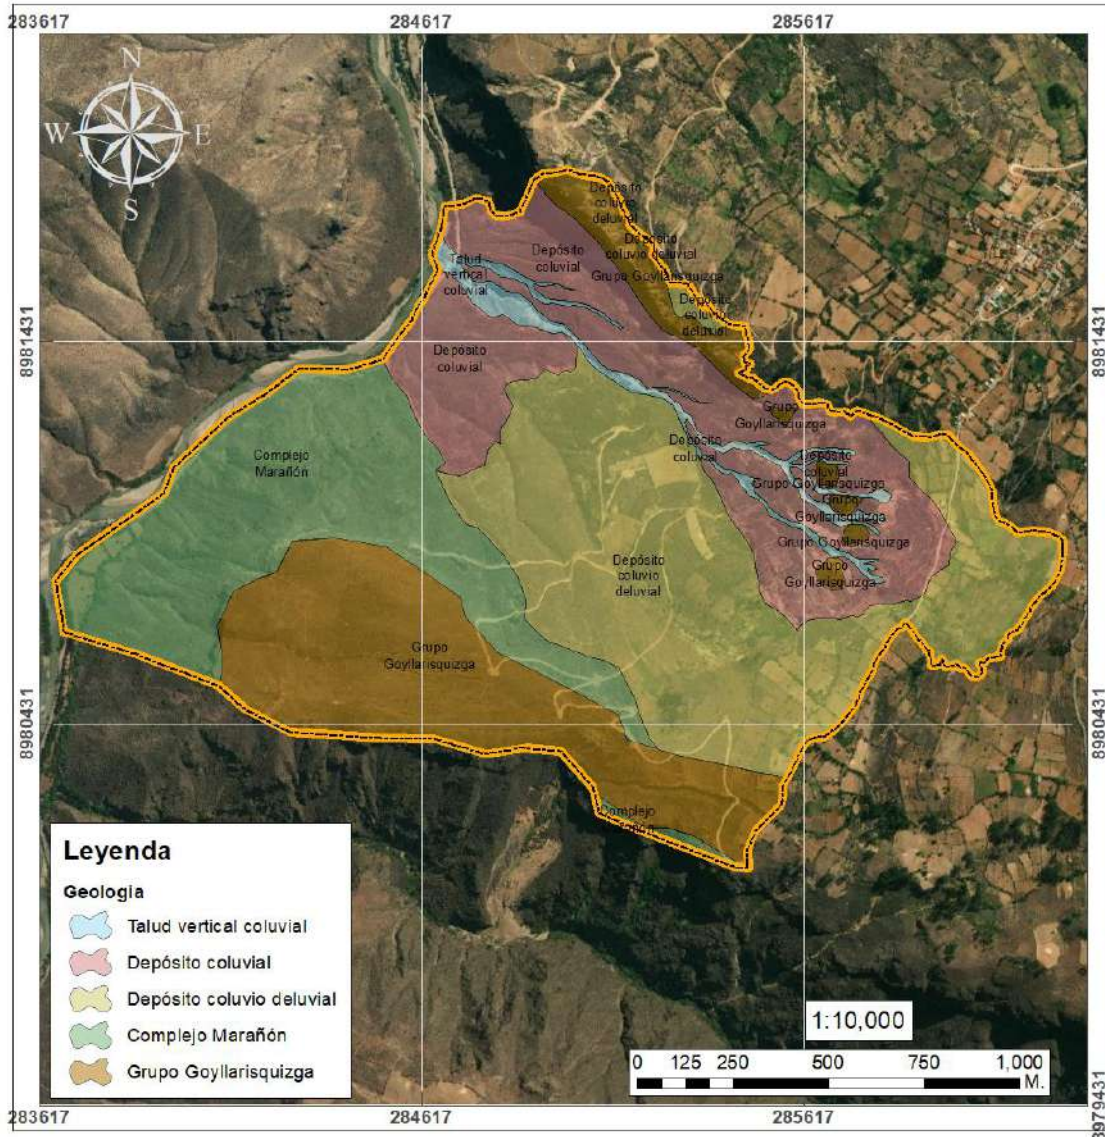 283617
284617
285617
N
W
E
S
Depósito
coluvio
deluvial
Depósito
coluvio deluvial
Depósito
coluvial
Grupo Goyllarisquizga
Talud
vertical
coluvial
Depósito
coluvio
deluvial
8981431
8981431
Depósito
coluvial
Grupo
Goyllarisquizga
Depósito
coluvial
Complejo
Marañón
Depósito
coluvial
Grupo Goyllarisquizga
Grupo
Goyllarisquizga
Grupo Goyllarisquizga
Depósito
coluvio
deluvial
Grupo
Goyllarisquizga
Grupo
Goyllarisquizga
8980431
8980431
Complejo
Marañón
Leyenda
Geologia
Talud vertical coluvial
Depósito coluvial
Depósito coluvio deluvial
Complejo Marañón
Grupo Goyllarisquizga
1:10,000
0 125 250 500 750 1,000
M.
283617
284617
285617
8979431